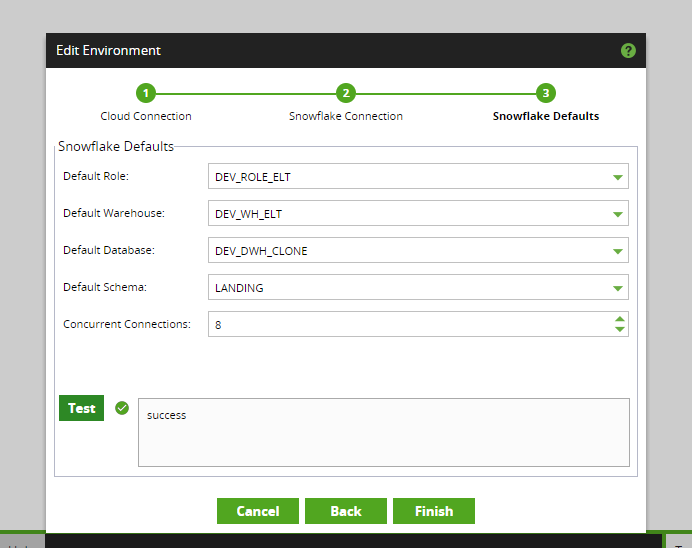 Edit Environment ?
1 2 3
Cloud Connection Snowflake Connection Snowflake Defaults
Snowflake Defaults
Default Role: DEV_ROLE_ELT
Default Warehouse: DEV_WH_ELT
Default Database: DEV_DWH_CLONE
Default Schema: LANDING
Concurrent Connections: 8
Test success
Cancel Back Finish